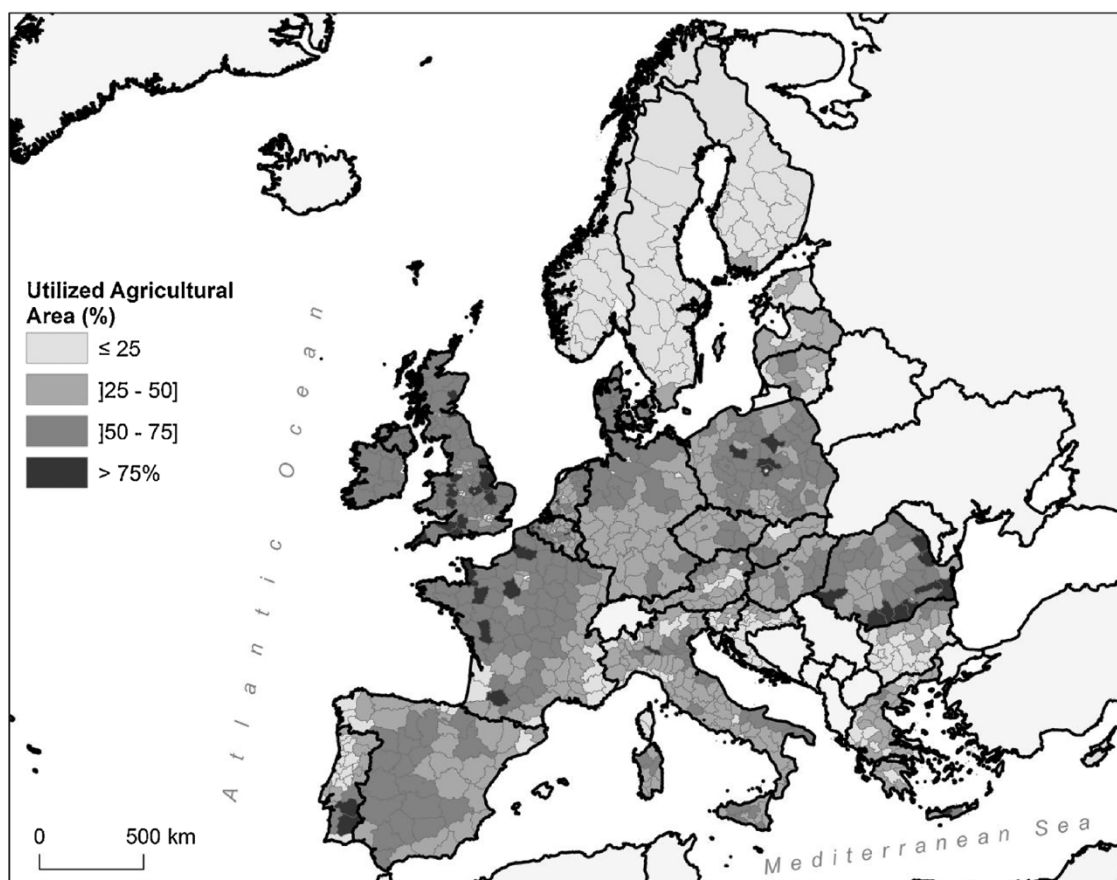 Utilized Agricultural
Area (%)
≤ 25
]25 - 50]
]50 - 75]
> 75%
Atlantic Ocean
0 500 km
Mediterranean Sea